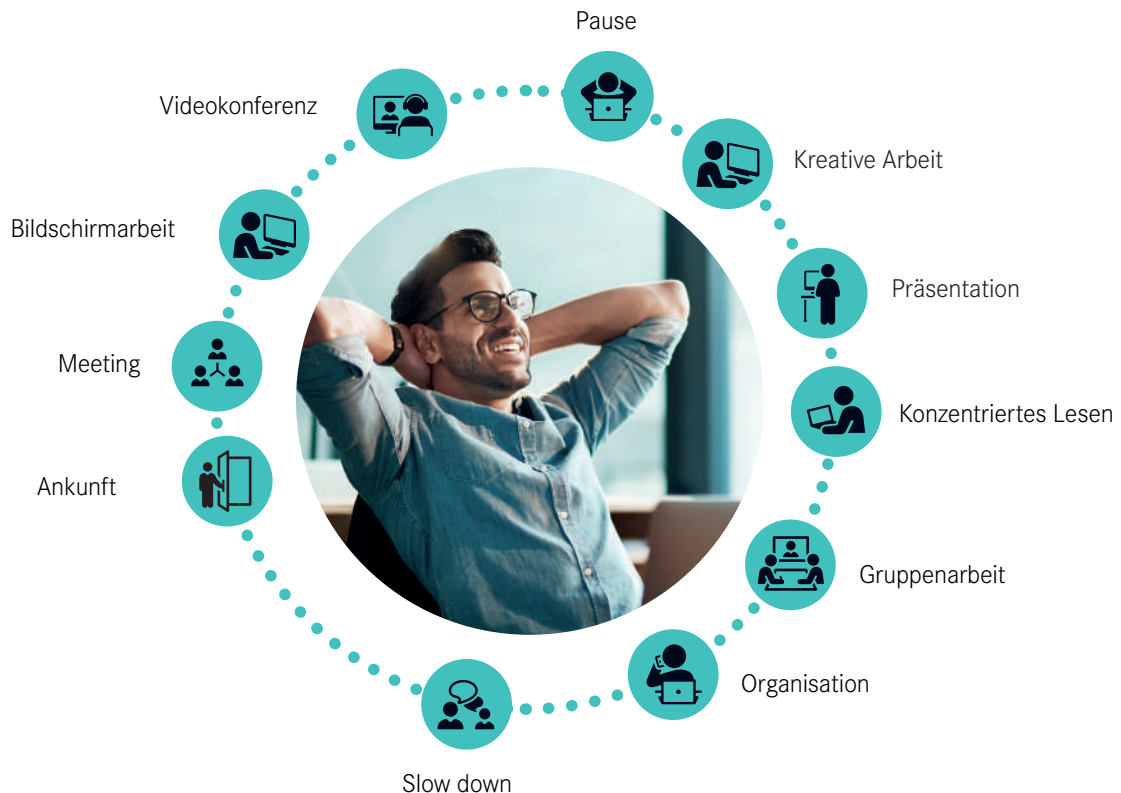 Pause
Videokonferenz
Kreative Arbeit
Bildschirmarbeit
Präsentation
Meeting
Konzentriertes Lesen
Ankunft
Gruppenarbeit
Organisation
Slow down